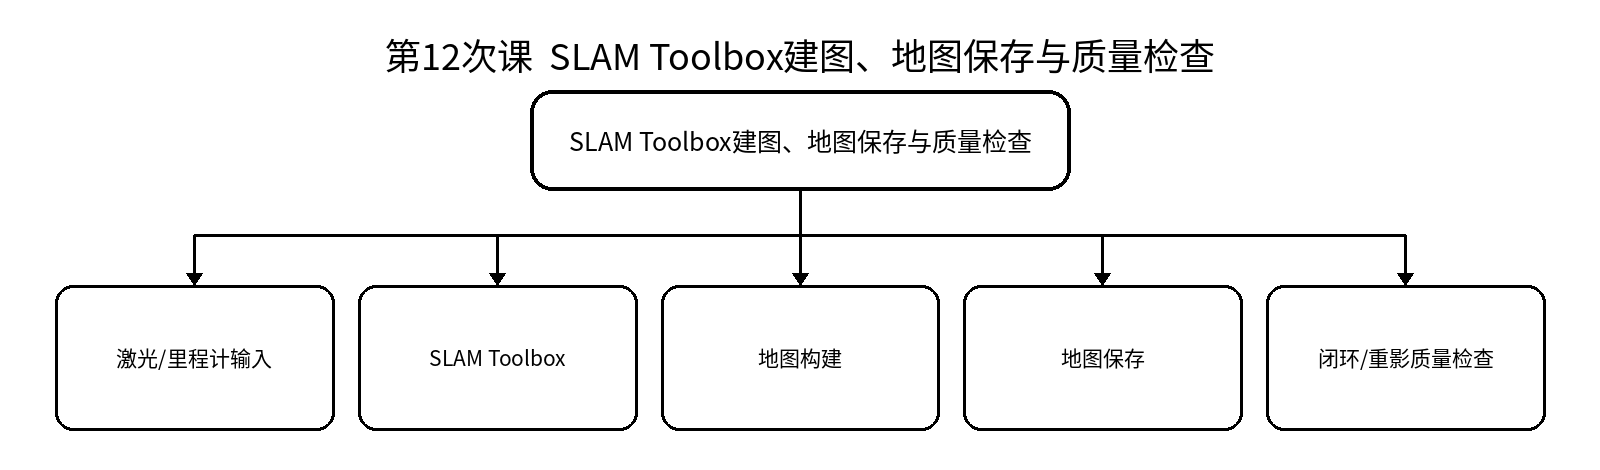 第12次课 SLAM Toolbox建图、地图保存与质量检查
SLAM Toolbox建图、地图保存与质量检查
激光/里程计输入
SLAM Toolbox
地图构建
地图保存
闭环/重影质量检查